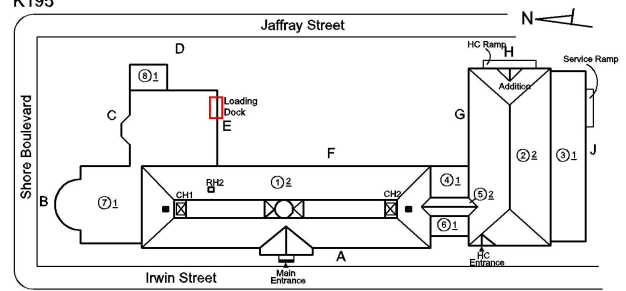 K195
Jaffray Street
N
D
HC Ramp
H
Service Ramp
8 1
Addition
C
Loading
Dock
E
G
Shore Boulevard
F
2 2
3 1
J
RH2
1 2
4 1
CH1
CH2
5 2
B
7 1
6 1
A
HC
Entrance
Main
Entrance
Irwin Street